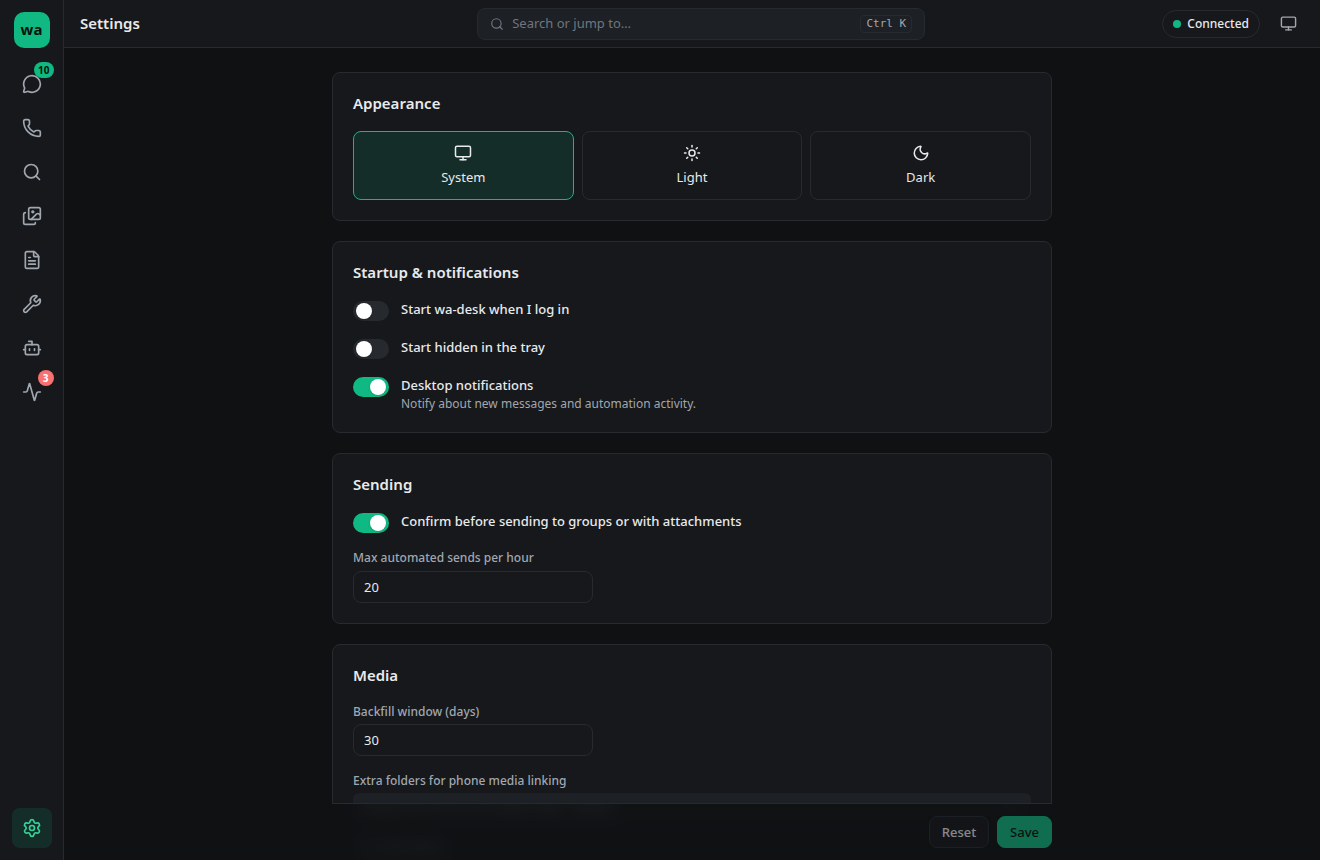 wa
Settings
Search or jump to...
Ctrl K
Connected
10
3
Appearance
System
Light
Dark
Startup & notifications
Start wa-desk when I log in
Start hidden in the tray
Desktop notifications
Notify about new messages and automation activity.
Sending
Confirm before sending to groups or with attachments
Max automated sends per hour
20
Media
Backfill window (days)
30
Extra folders for phone media linking
Reset
Save